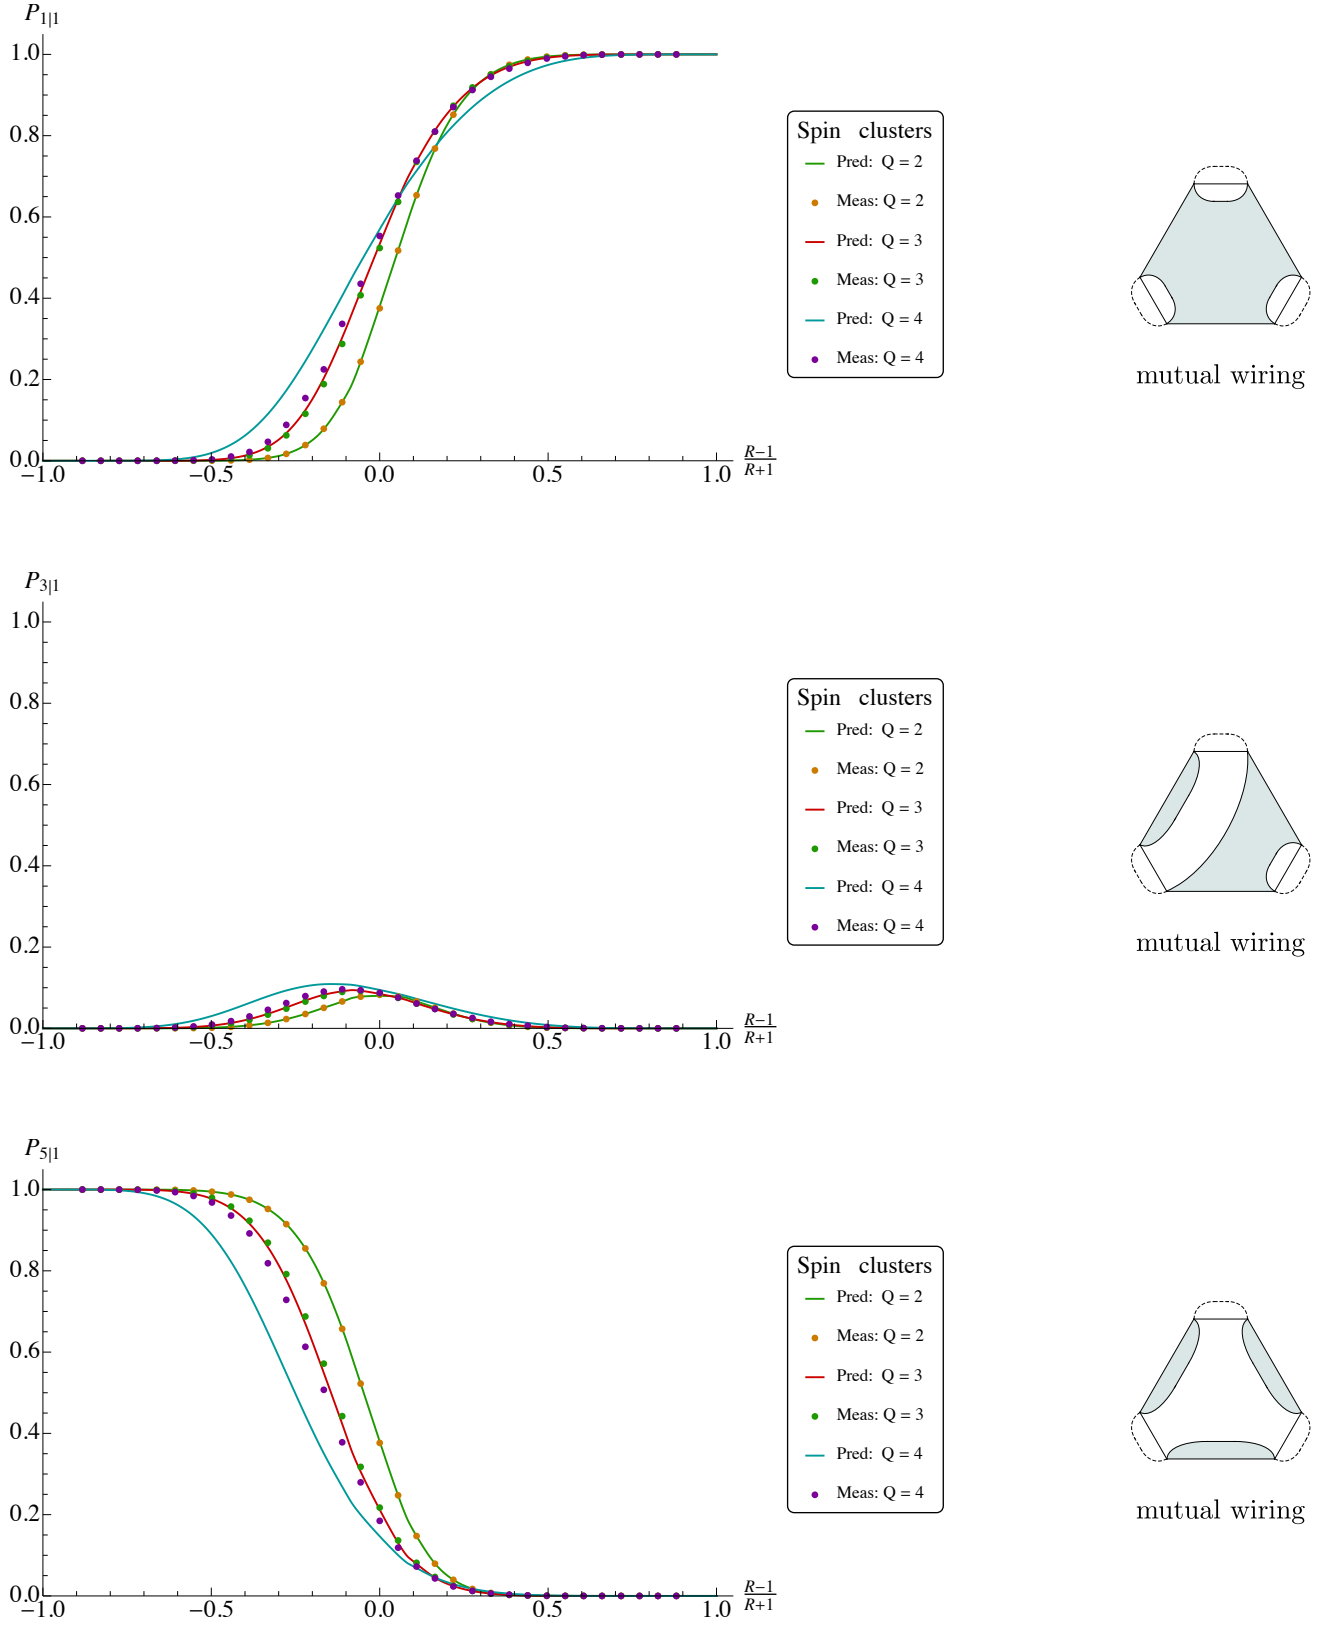 P1|1
1.0
0.8
0.6
0.4
0.2
0.0
−1.0 −0.5 0.0 0.5 1.0
R−1
R+1
Spin clusters
Pred: Q = 2
Meas: Q = 2
Pred: Q = 3
Meas: Q = 3
Pred: Q = 4
Meas: Q = 4
mutual wiring
P3|1
1.0
0.8
0.6
0.4
0.2
0.0
−1.0 −0.5 0.0 0.5 1.0
R−1
R+1
Spin clusters
Pred: Q = 2
Meas: Q = 2
Pred: Q = 3
Meas: Q = 3
Pred: Q = 4
Meas: Q = 4
mutual wiring
P5|1
1.0
0.8
0.6
0.4
0.2
0.0
−1.0 −0.5 0.0 0.5 1.0
R−1
R+1
Spin clusters
Pred: Q = 2
Meas: Q = 2
Pred: Q = 3
Meas: Q = 3
Pred: Q = 4
Meas: Q = 4
mutual wiring